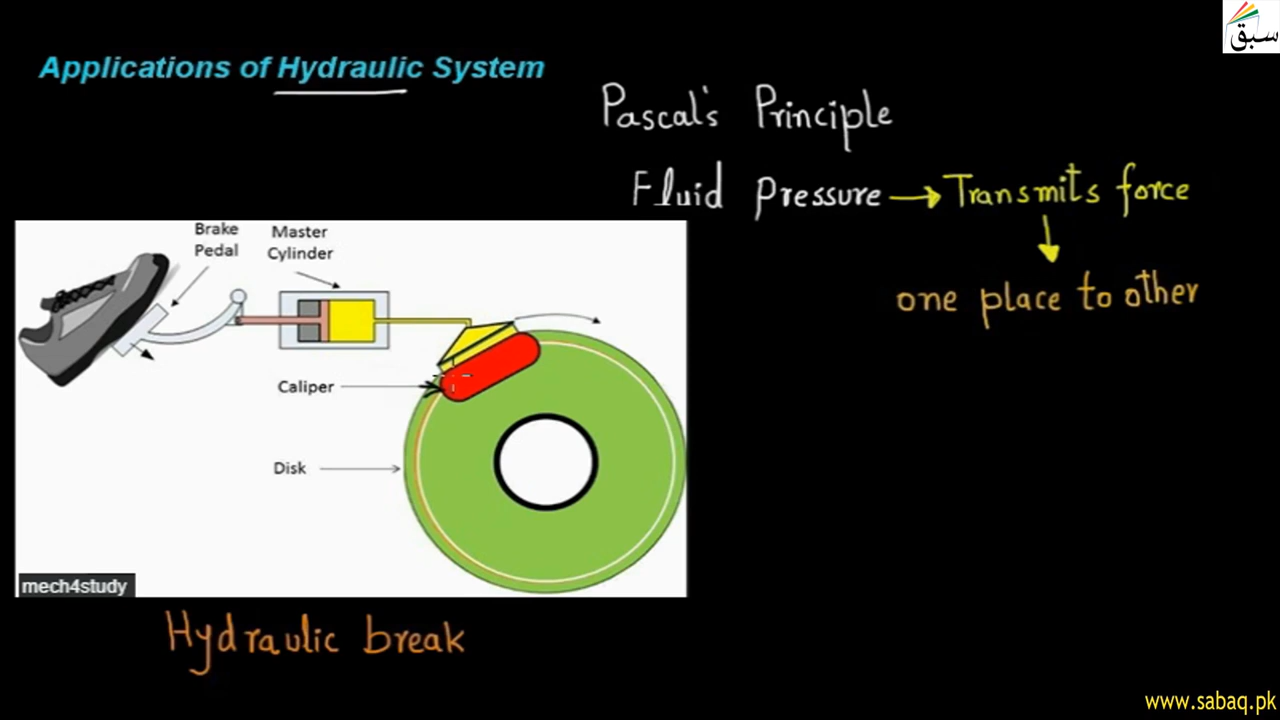 سبق
Applications of Hydraulic System
Pascal's Principle
Fluid Pressure → Transmits force
↓
one place to other
Brake
Pedal
Master
Cylinder
Caliper
Disk
mech4study
Hydraulic break
www.sabaq.pk